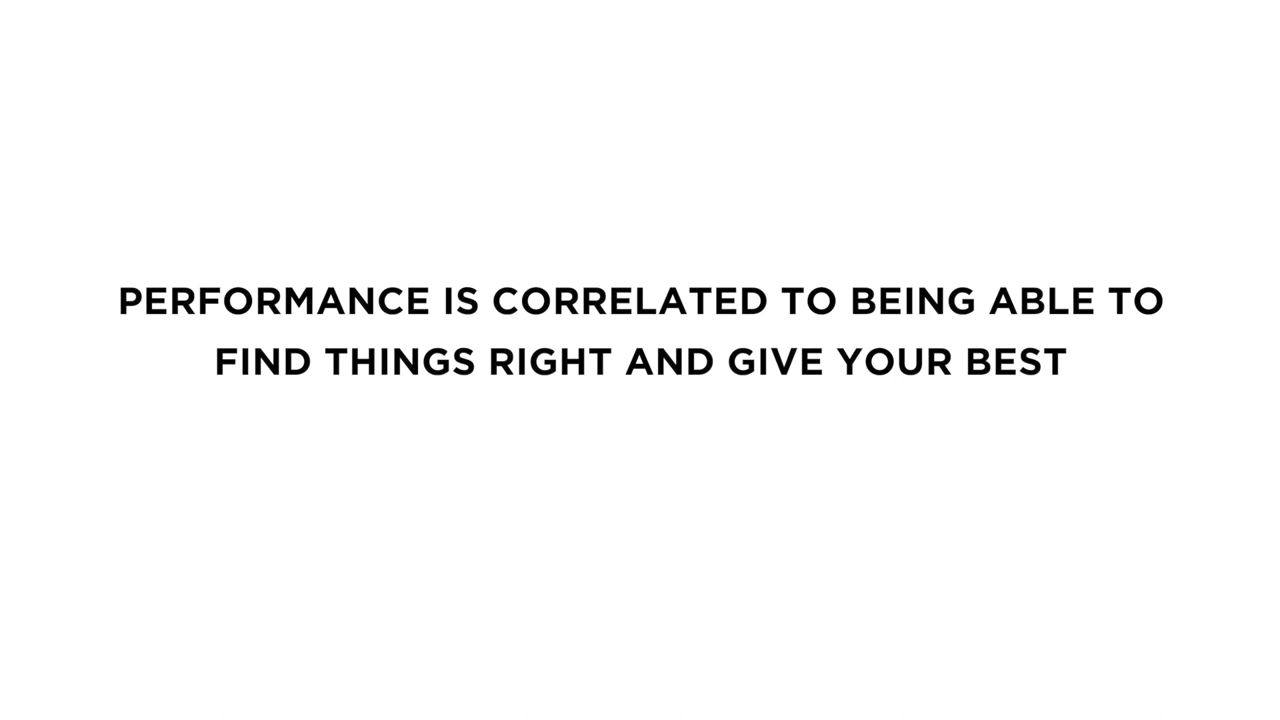 PERFORMANCE IS CORRELATED TO BEING ABLE TO
FIND THINGS RIGHT AND GIVE YOUR BEST